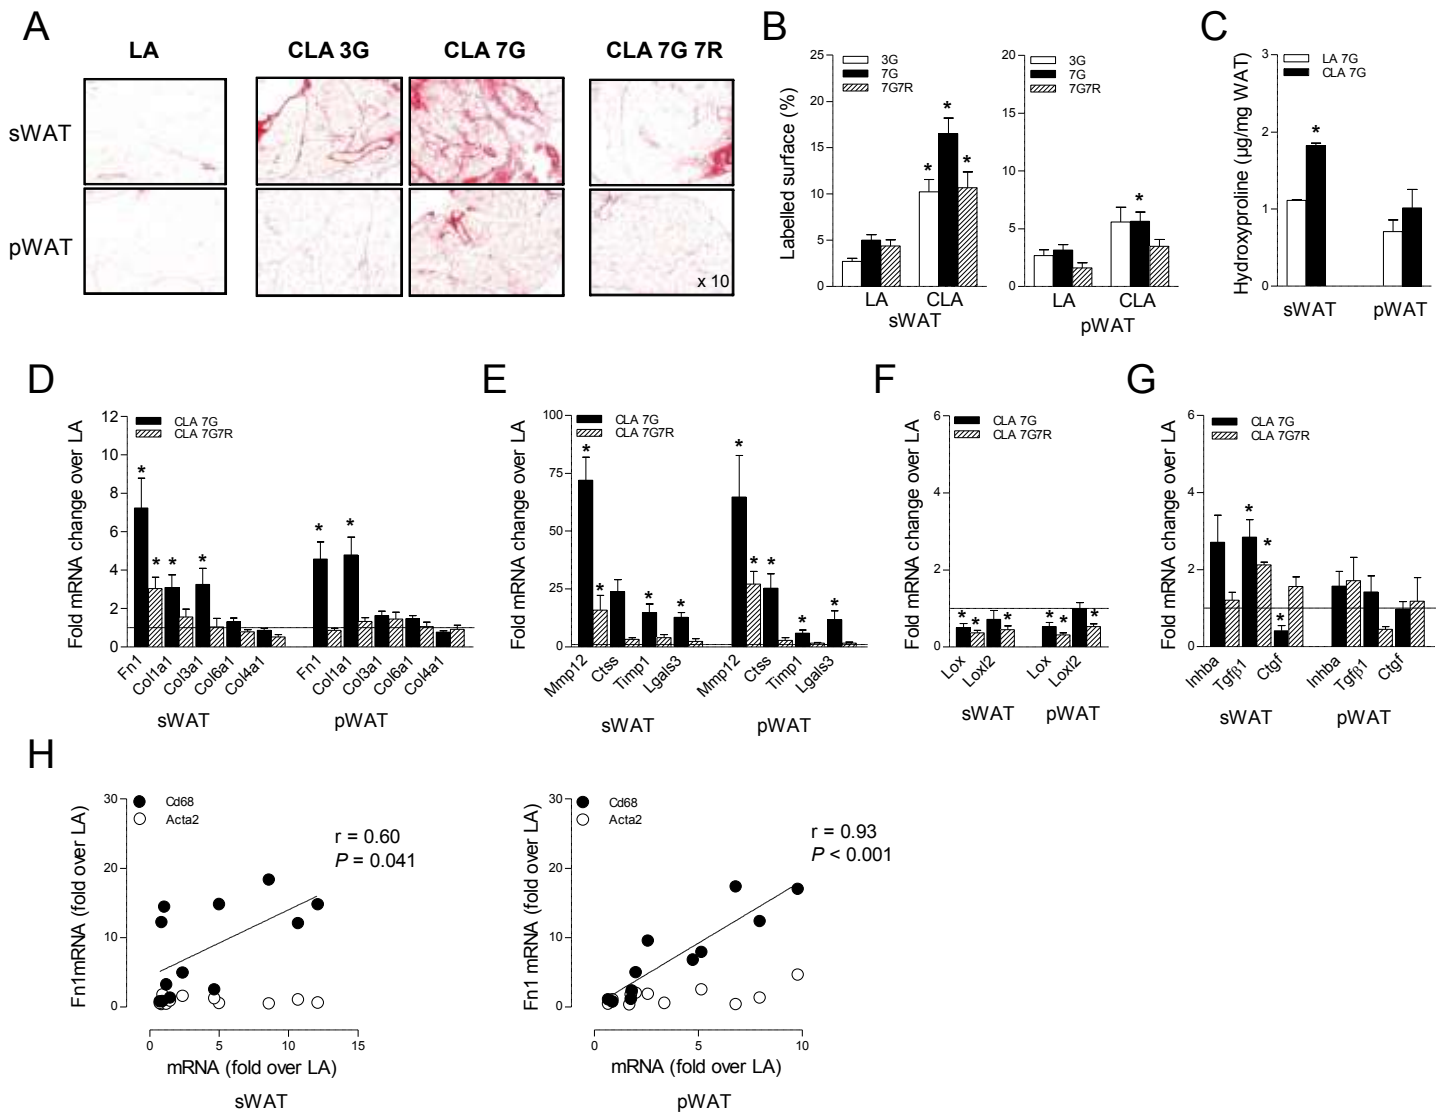 A
LA
CLA 3G
CLA 7G
CLA 7G 7R
sWAT
pWAT
x 10
B
Labelled surface (%)
25
20
15
10
5
0
3G
7G
7G7R
*
*
*
LA
CLA
sWAT
20
15
10
5
0
3G
7G
7G7R
*
LA
CLA
pWAT
C
Hydroxyproline (µg/mg WAT)
3
2
1
0
LA 7G
CLA 7G
*
sWAT
pWAT
D
Fold mRNA change over LA
12
10
8
6
4
2
0
CLA 7G
CLA 7G7R
*
* *
*
*
*
Fn1
Col1a1
Col3a1
Col6a1
Col4a1
Fn1
Col1a1
Col3a1
Col6a1
Col4a1
sWAT
pWAT
E
Fold mRNA change over LA
100
75
50
25
0
CLA 7G
CLA 7G7R
*
*
*
*
*
*
*
*
*
Mmp12
Ctss
Timp1
Lgals3
Mmp12
Ctss
Timp1
Lgals3
sWAT
pWAT
F
Fold mRNA change over LA
6
4
2
0
CLA 7G
CLA 7G7R
*
*
*
*
*
*
Lox
Loxl2
Lox
Loxl2
sWAT
pWAT
G
Fold mRNA change over LA
6
4
2
0
CLA 7G
CLA 7G7R
*
*
*
Inhba
Tgfβ1
Ctgf
Inhba
Tgfβ1
Ctgf
sWAT
pWAT
H
Fn1mRNA (fold over LA)
30
20
10
0
Cd68
Acta2
r = 0.60
P = 0.041
0
5
10
15
mRNA (fold over LA)
sWAT
Fn1 mRNA (fold over LA)
30
20
10
0
Cd68
Acta2
r = 0.93
P < 0.001
0
5
10
mRNA (fold over LA)
pWAT